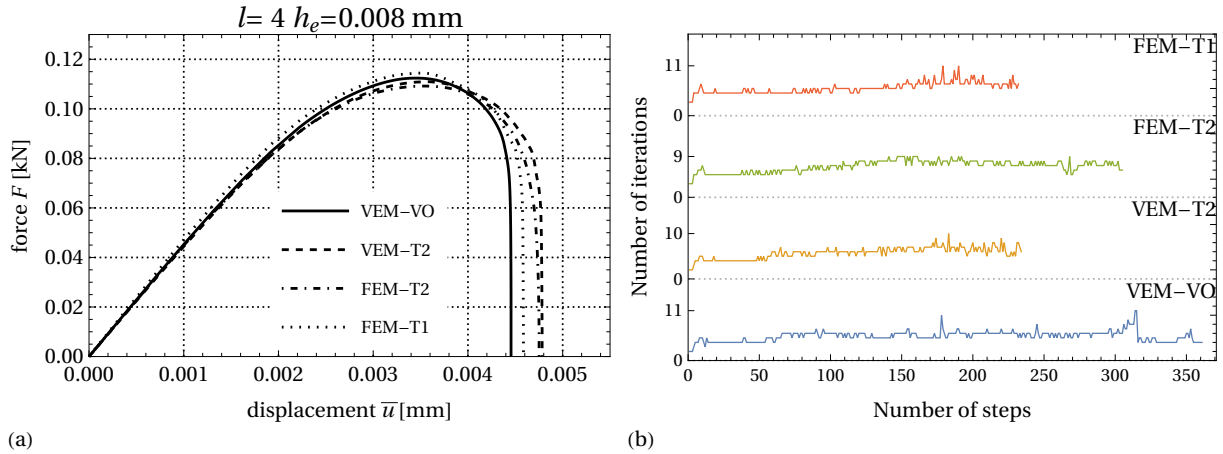 l= 4 h_e=0.008 mm
0.12
0.10
0.08
0.06
0.04
0.02
0.00
0.000 0.001 0.002 0.003 0.004 0.005
force F [kN]
displacement u̅ [mm]
VEM−VO
VEM−T2
FEM−T2
FEM−T1
(a)
Number of iterations
FEM−T1
11
0
FEM−T2
9
0
VEM−T2
10
0
VEM−VO
11
0
0 50 100 150 200 250 300 350
Number of steps
(b)